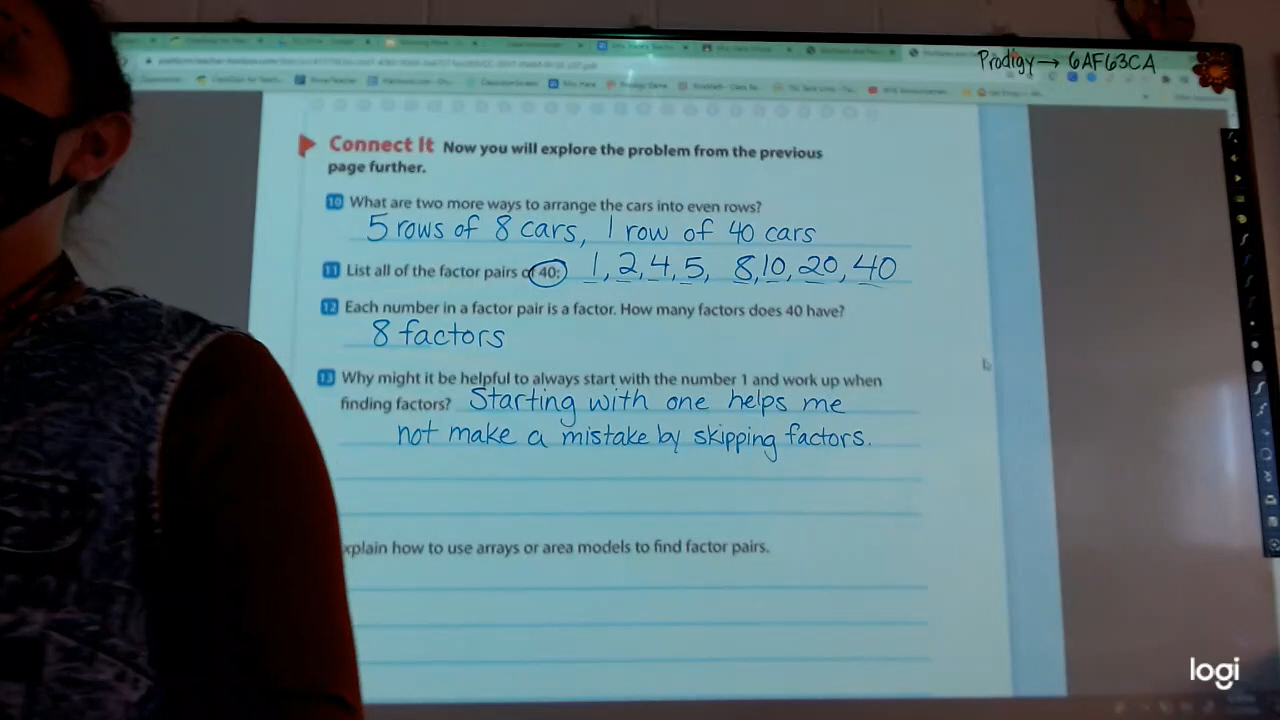 Prodigy → 6AF63CA
Connect It Now you will explore the problem from the previous
page further.
10 What are two more ways to arrange the cars into even rows?
5 rows of 8 cars, 1 row of 40 cars
11 List all of the factor pairs of 40: 1, 2, 4, 5, 8, 10, 20, 40
12 Each number in a factor pair is a factor. How many factors does 40 have?
8 factors
13 Why might it be helpful to always start with the number 1 and work up when
finding factors? Starting with one helps me
not make a mistake by skipping factors.
xplain how to use arrays or area models to find factor pairs.
logi